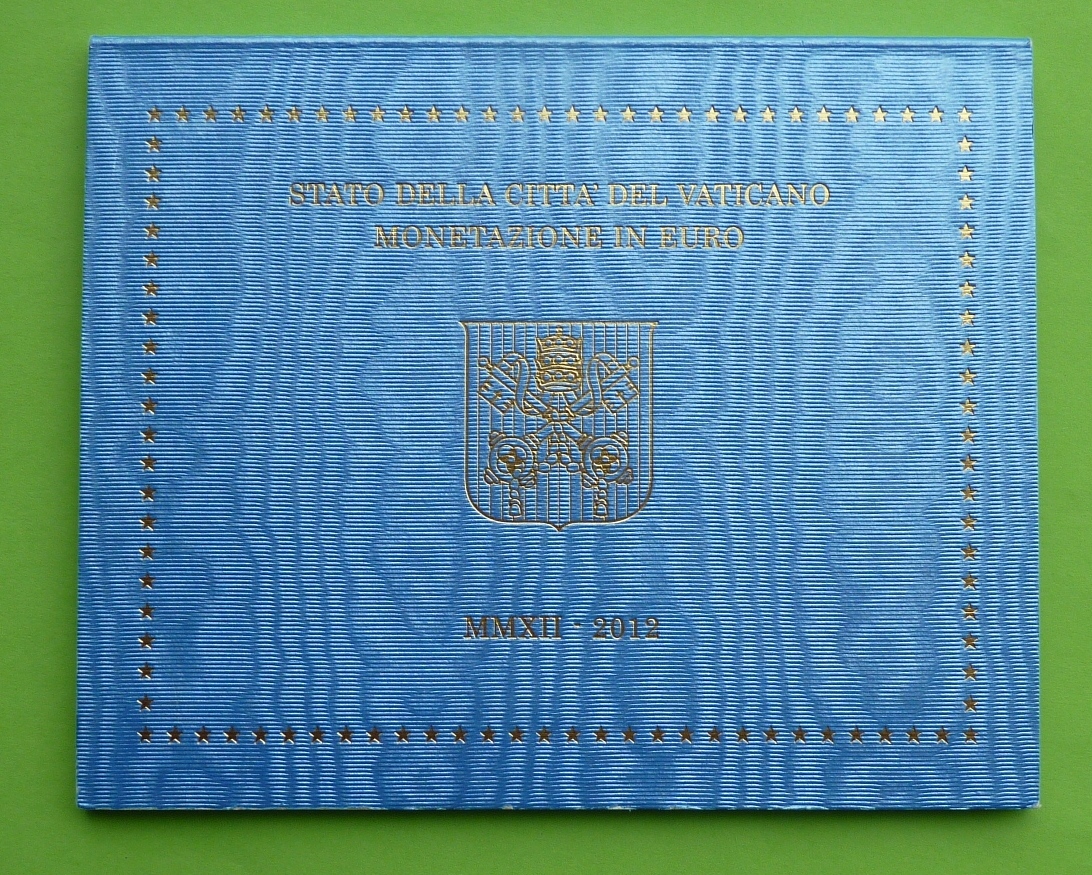 STATO DELLA CITTA' DEL VATICANO
MONETAZIONE IN EURO
MMXII - 2012